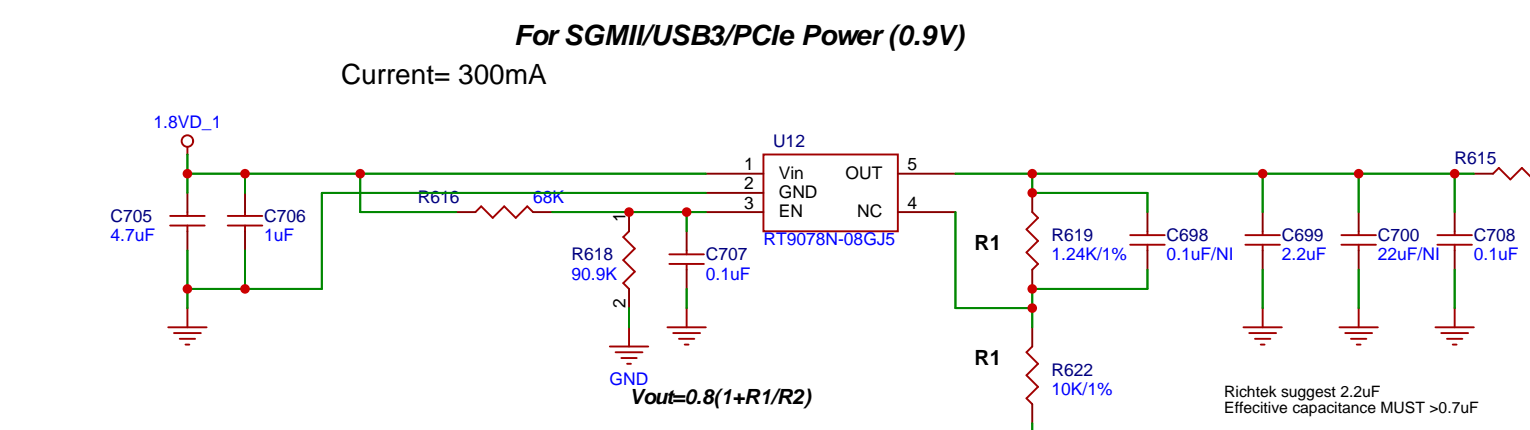 For SGMII/USB3/PCIe Power (0.9V)
Current= 300mA
1.8VD_1
U12
R615
1 Vin OUT 5
2 GND
3 EN NC 4
RT9078N-08GJ5
R616 68K
C705
4.7uF
C706
1uF
1
R618
90.9K
2
C707
0.1uF
GND
R1
R619
1.24K/1%
C698
0.1uF/NI
C699
2.2uF
C700
22uF/NI
C708
0.1uF
R1
R622
10K/1%
Vout=0.8(1+R1/R2)
Richtek suggest 2.2uF
Effecitive capacitance MUST >0.7uF